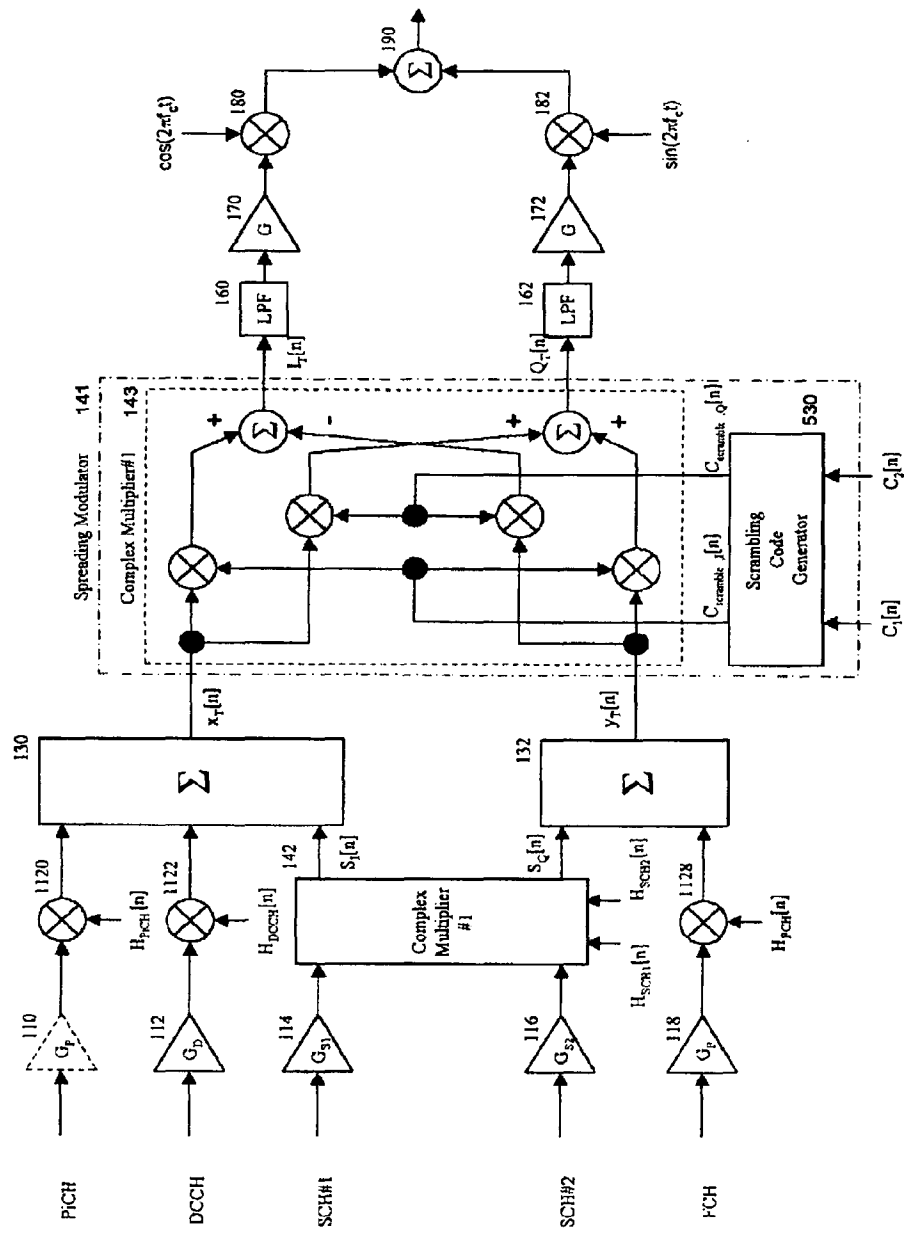 PiCH
DCCH
SCH#1
SCH#2
FCH
110
G_P
112
G_D
114
G_S1
116
G_S2
118
G_F
1120
H_PiCH[n]
1122
H_DCCH[n]
142
Complex
Multiplier
#1
H_SCH1[n]
H_SCH2[n]
1128
H_FCH[n]
S_I[n]
S_Q[n]
130
Σ
132
Σ
x_T[n]
y_T[n]
Spreading Modulator
141
Complex Multiplier#1
143
Σ
Σ
+
-
+
+
C_scramble,I[n]
C_scramble,Q[n]
Scrambling
Code
Generator
530
C_1[n]
C_2[n]
I_T[n]
Q_T[n]
160
LPF
162
LPF
170
G
172
G
cos(2πf_ct)
180
182
sin(2πf_ct)
190
Σ